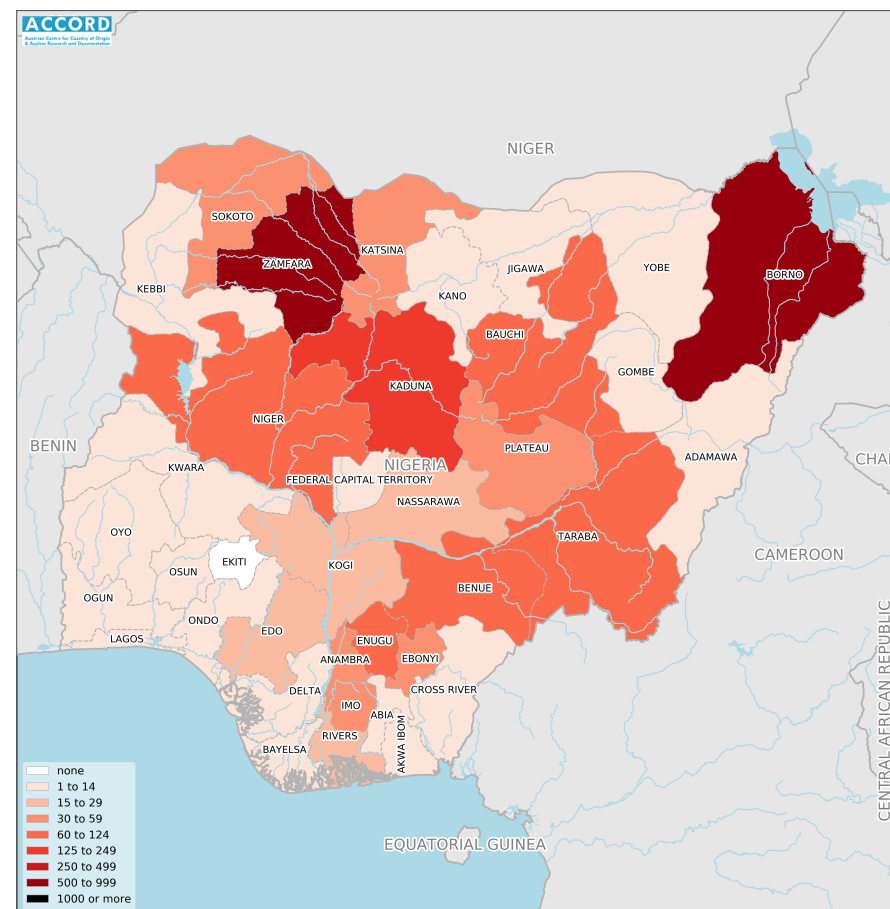 ACCORD
Austrian Centre for Country of Origin
& Asylum Research and Documentation
NIGER
SOKOTO
ZAMFARA
KATSINA
KEBBI
KANO
JIGAWA
YOBE
BORNO
BAUCHI
GOMBE
KADUNA
NIGER
BENIN
PLATEAU
ADAMAWA
CHAD
KWARA
NIGERIA
FEDERAL CAPITAL TERRITORY
NASSARAWA
OYO
TARABA
CAMEROON
EKITI
OSUN
KOGI
BENUE
OGUN
ONDO
EDO
LAGOS
ENUGU
ANAMBRA
EBONYI
DELTA
CROSS RIVER
IMO
ABIA
RIVERS
AKWA IBOM
BAYELSA
CENTRAL AFRICAN REPUBLIC
EQUATORIAL GUINEA
none
1 to 14
15 to 29
30 to 59
60 to 124
125 to 249
250 to 499
500 to 999
1000 or more